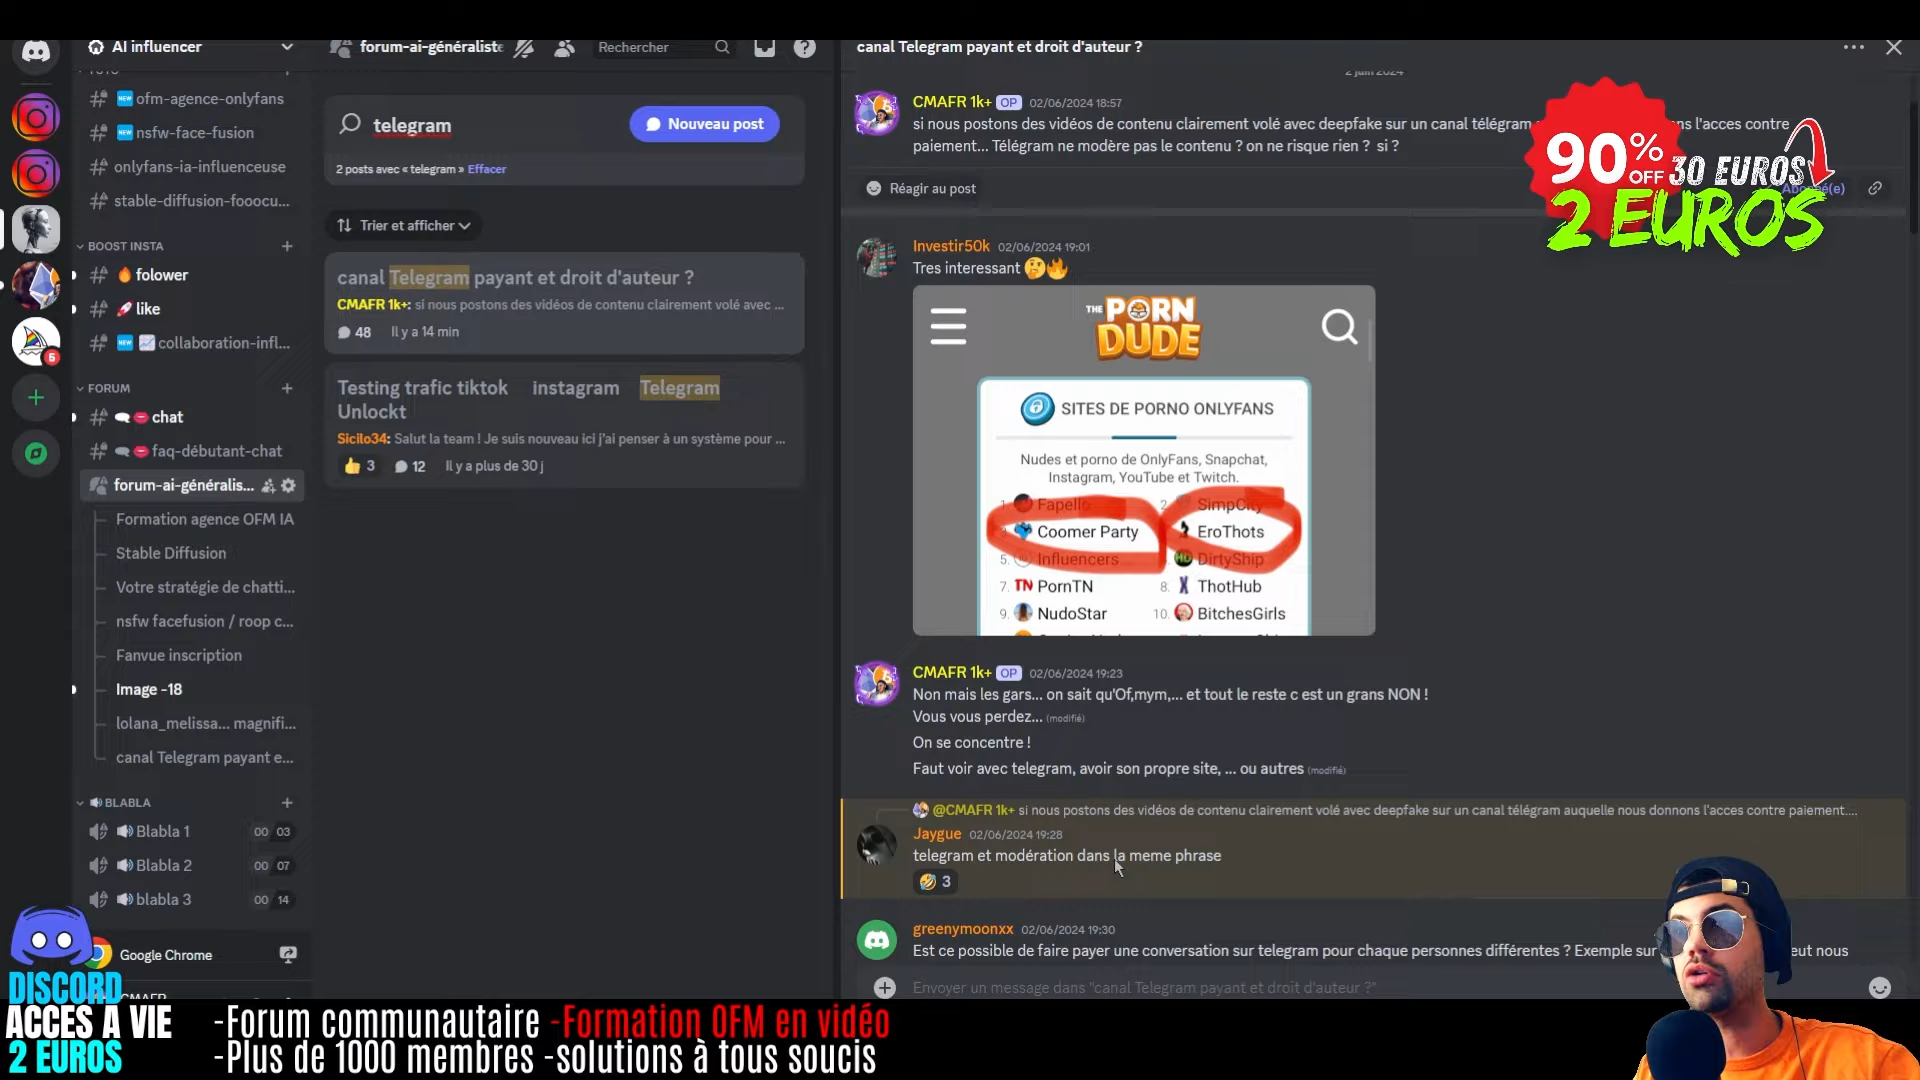 AI influencer
ofm-agence-onlyfans
nsfw-face-fusion
onlyfans-ia-influenceuse
stable-diffusion-fooocu...
BOOST INSTA
folower
like
collaboration-infl...
FORUM
chat
faq-débutant-chat
forum-ai-généralis...
Formation agence OFM IA
Stable Diffusion
Votre stratégie de chatti...
nsfw facefusion / roop c...
Fanvue inscription
Image -18
lolana_melissa... magnifi...
canal Telegram payant e...
BLABLA
Blabla 1 00 03
Blabla 2 00 07
blabla 3 00 14
Google Chrome
6
forum-ai-généraliste
Rechercher
telegram
Nouveau post
2 posts avec « telegram » Effacer
Trier et afficher
canal Telegram payant et droit d'auteur ?
CMAFR 1k+: si nous postons des vidéos de contenu clairement volé avec ...
48 Il y a 14 min
Testing trafic tiktok instagram Telegram
Unlockt
Sicilo34: Salut la team ! Je suis nouveau ici j'ai penser à un système pour ...
3 12 Il y a plus de 30 j
canal Telegram payant et droit d'auteur ?
2 juin 2024
CMAFR 1k+ OP 02/06/2024 18:57
si nous postons des vidéos de contenu clairement volé avec deepfake sur un canal télégram l'acces contre
paiement... Télégram ne modère pas le contenu ? on ne risque rien ? si ?
Réagir au post
90% OFF 30 EUROS
2 EUROS
Investir50k 02/06/2024 19:01
Tres interessant
THE PORN DUDE
SITES DE PORNO ONLYFANS
Nudes et porno de OnlyFans, Snapchat,
Instagram, YouTube et Twitch.
1. Fapello 2. SimpCity
Coomer Party EroThots
5. Influencers DirtyShip
7. PornTN 8. ThotHub
9. NudoStar 10. BitchesGirls
CMAFR 1k+ OP 02/06/2024 19:23
Non mais les gars... on sait qu'Of,mym,... et tout le reste c est un grans NON !
Vous vous perdez... (modifié)
On se concentre !
Faut voir avec telegram, avoir son propre site, ... ou autres (modifié)
@CMAFR 1k+ si nous postons des vidéos de contenu clairement volé avec deepfake sur un canal télégram auquelle nous donnons l'acces contre paiement....
Jaygue 02/06/2024 19:28
telegram et modération dans la meme phrase
3
greenymoonxx 02/06/2024 19:30
Est ce possible de faire payer une conversation sur telegram pour chaque personnes différentes ? Exemple sur nous
Envoyer un message dans "canal Telegram payant et droit d'auteur ?"
DISCORD
ACCES A VIE
2 EUROS
-Forum communautaire -Formation OFM en vidéo
-Plus de 1000 membres -solutions à tous soucis